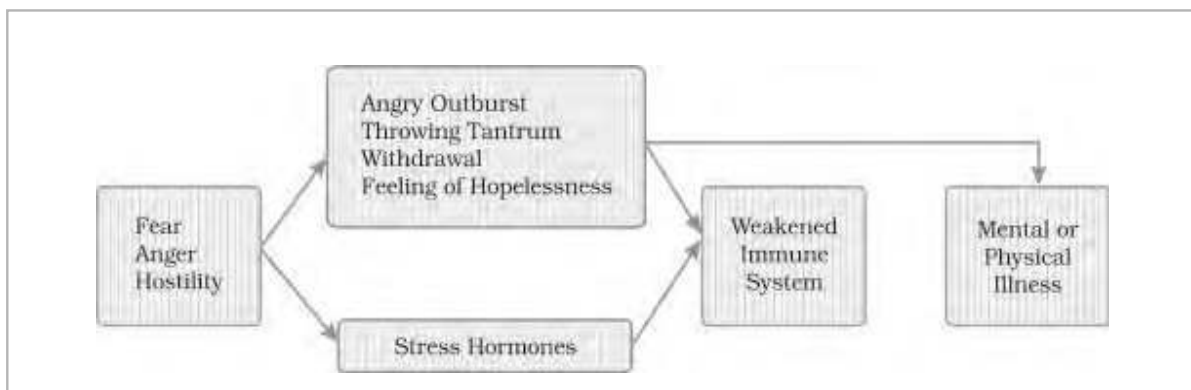 Fear
Anger
Hostility
Angry Outburst
Throwing Tantrum
Withdrawal
Feeling of Hopelessness
Stress Hormones
Weakened
Immune
System
Mental or
Physical
Illness